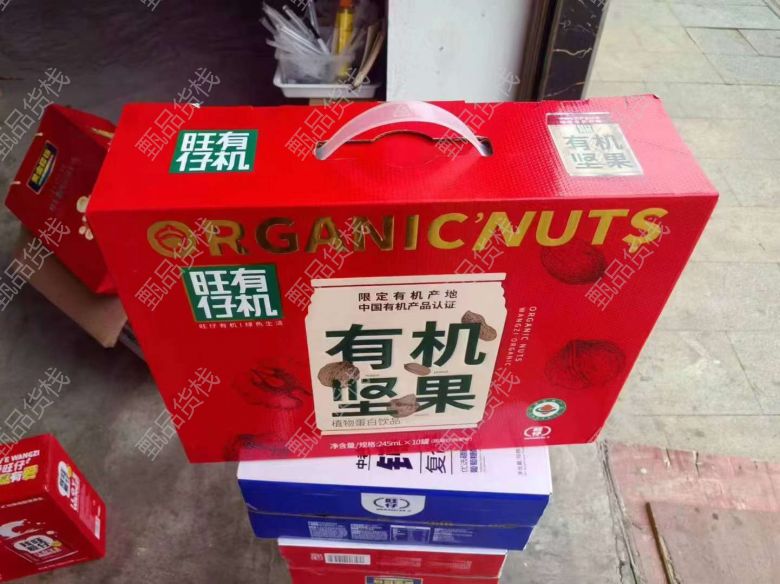 旺有
仔机
有机
坚果
ORGANIC'NUTS
旺有
仔机
旺仔有机|绿色生活
限定有机产地
中国有机产品认证
有机
坚果
植物蛋白饮品
净含量/规格:245mL×10罐
ORGANIC NUTS
WANGZI ORGANIC
旺仔
复
甄品货栈